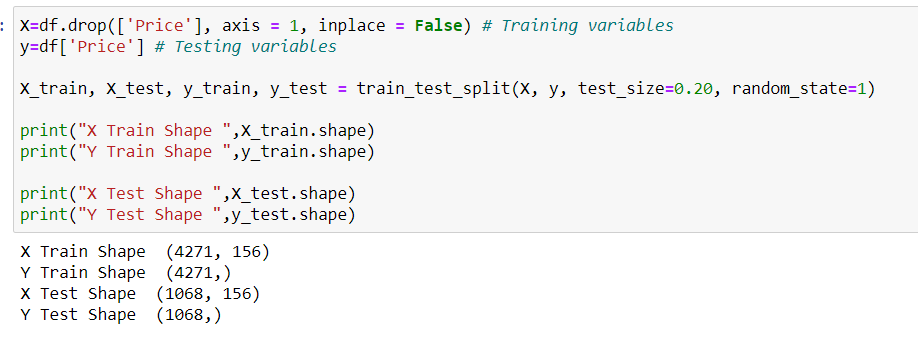 : X=df.drop(['Price'], axis = 1, inplace = False) # Training variables
y=df['Price'] # Testing variables
X_train, X_test, y_train, y_test = train_test_split(X, y, test_size=0.20, random_state=1)
print("X Train Shape ",X_train.shape)
print("Y Train Shape ",y_train.shape)
print("X Test Shape ",X_test.shape)
print("Y Test Shape ",y_test.shape)
X Train Shape  (4271, 156)
Y Train Shape  (4271,)
X Test Shape  (1068, 156)
Y Test Shape  (1068,)